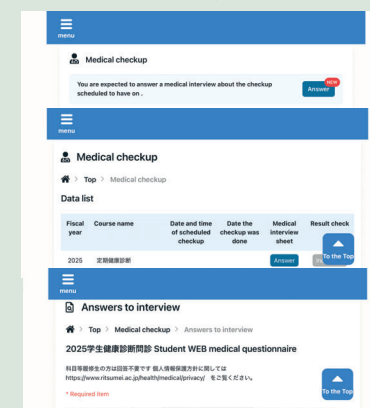 menu
Medical checkup
You are expected to answer a medical interview about the checkup
scheduled to have on .
NEW
Answer
menu
Medical checkup
> Top > Medical checkup
Data list
Fiscal year Course name Date and time of scheduled checkup Date the checkup was done Medical interview sheet Result check
2025 定期健康診断 Answer
To the Top
menu
Answers to interview
> Top > Medical checkup > Answers to interview
2025学生健康診断問診 Student WEB medical questionnaire
科目等履修生の方は回答不要です 個人情報保護方針に関しては
https://www.ritsumei.ac.jp/health/medical/privacy/ をご覧ください。
* Required item
To the Top